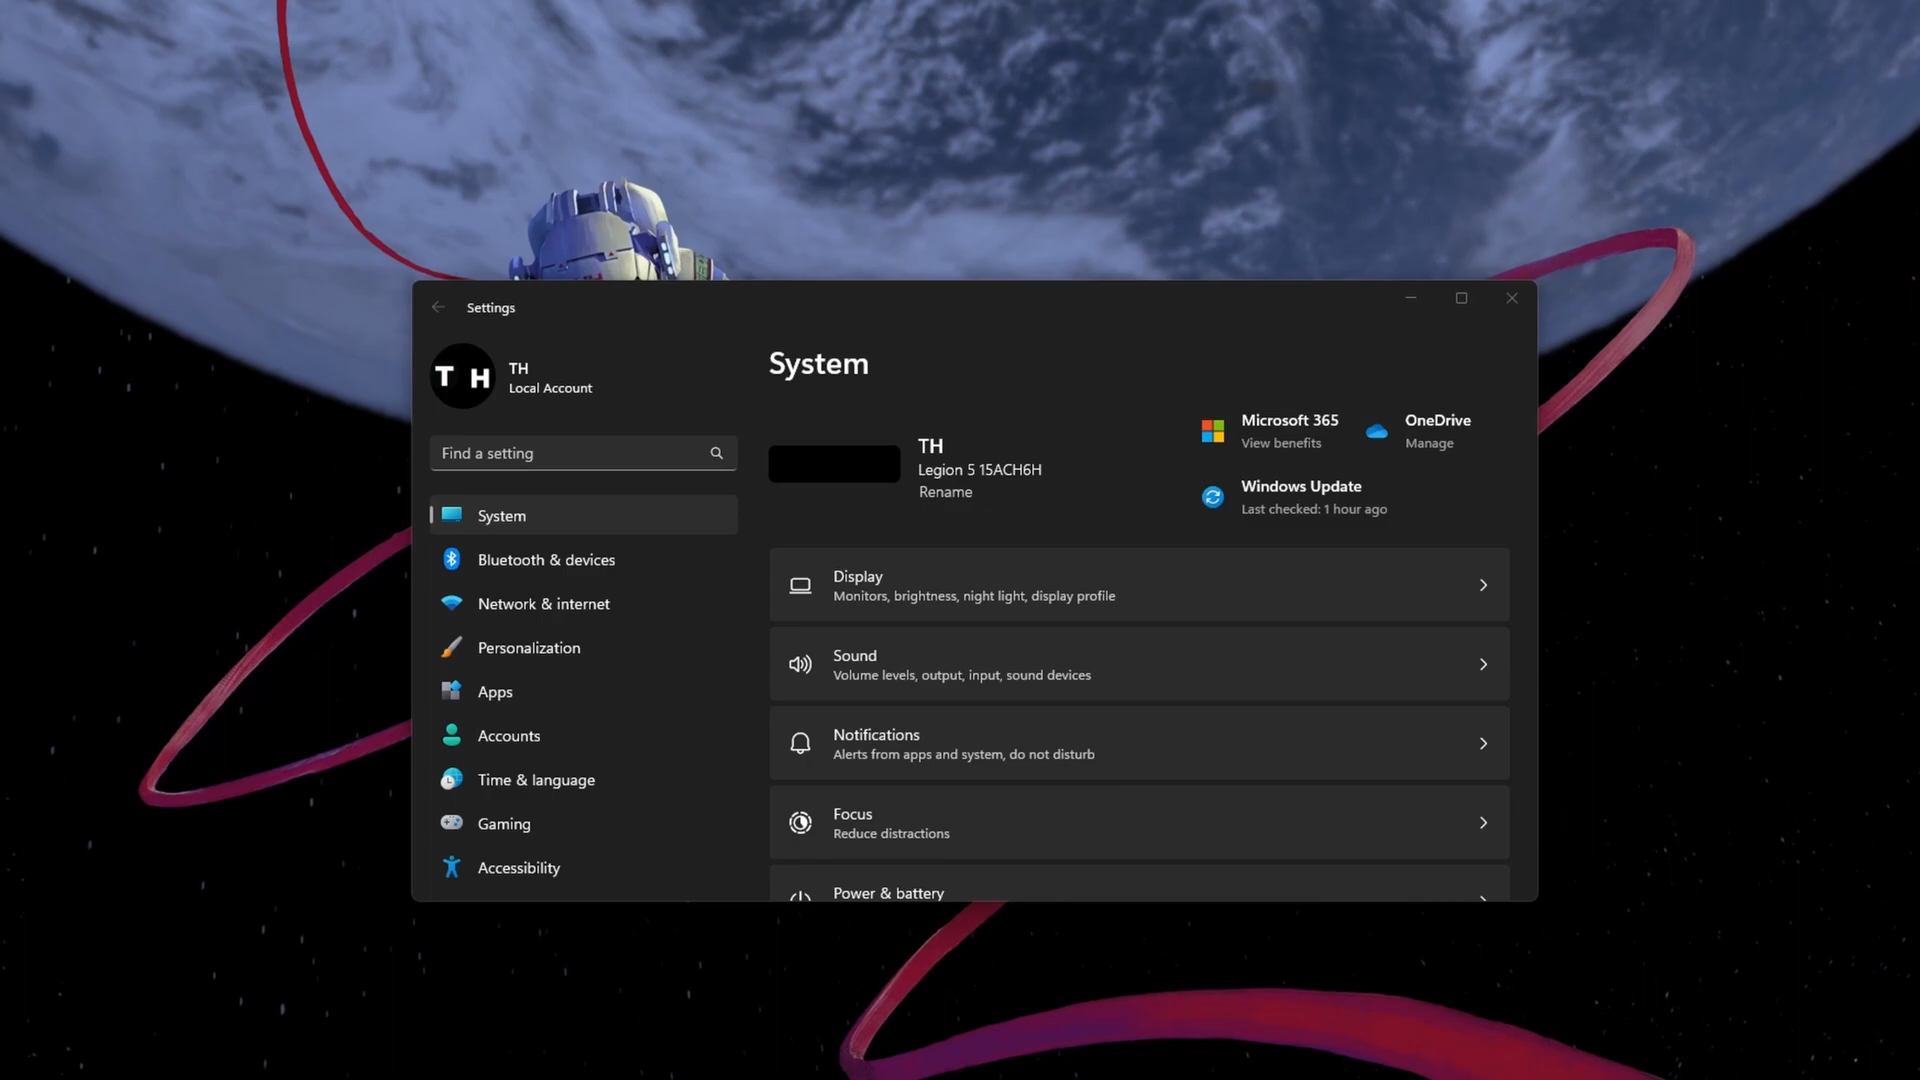 Settings
T H
TH
Local Account
Find a setting
System
Bluetooth & devices
Network & internet
Personalization
Apps
Accounts
Time & language
Gaming
Accessibility
System
TH
Legion 5 15ACH6H
Rename
Microsoft 365
View benefits
OneDrive
Manage
Windows Update
Last checked: 1 hour ago
Display
Monitors, brightness, night light, display profile
Sound
Volume levels, output, input, sound devices
Notifications
Alerts from apps and system, do not disturb
Focus
Reduce distractions
Power & battery